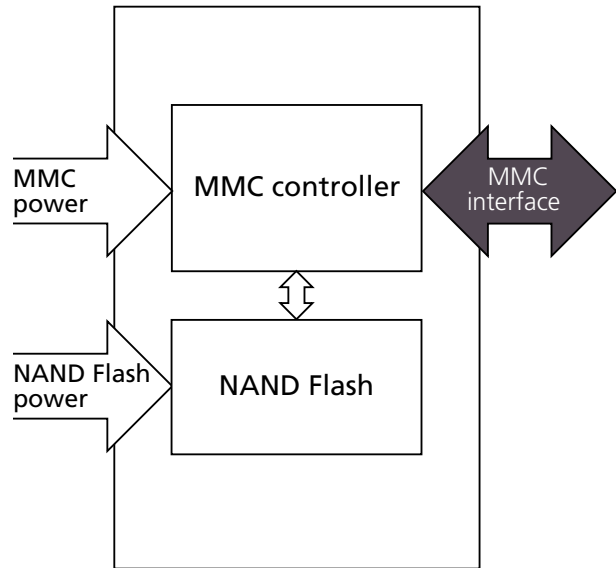 MMC
power
MMC controller
MMC
interface
NAND Flash
power
NAND Flash